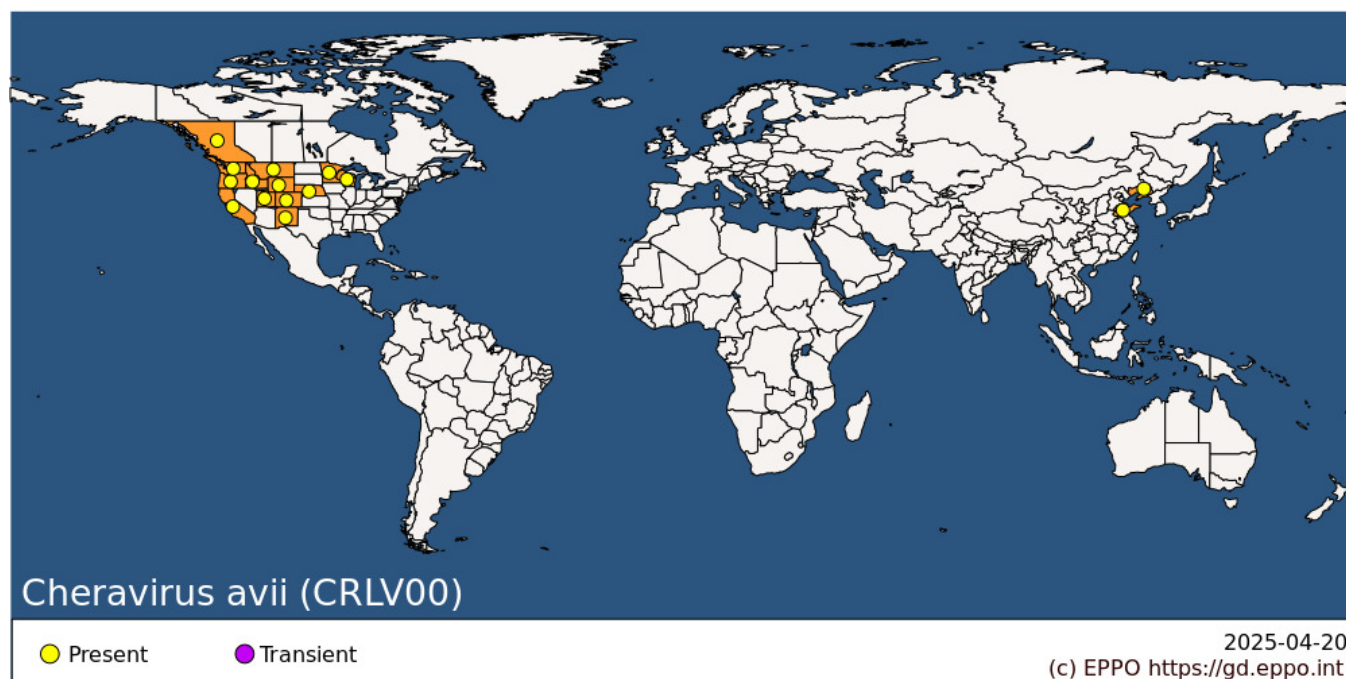 Cheravirus avii (CRLV00)
Present
Transient
2025-04-20
(c) EPPO https://gd.eppo.int